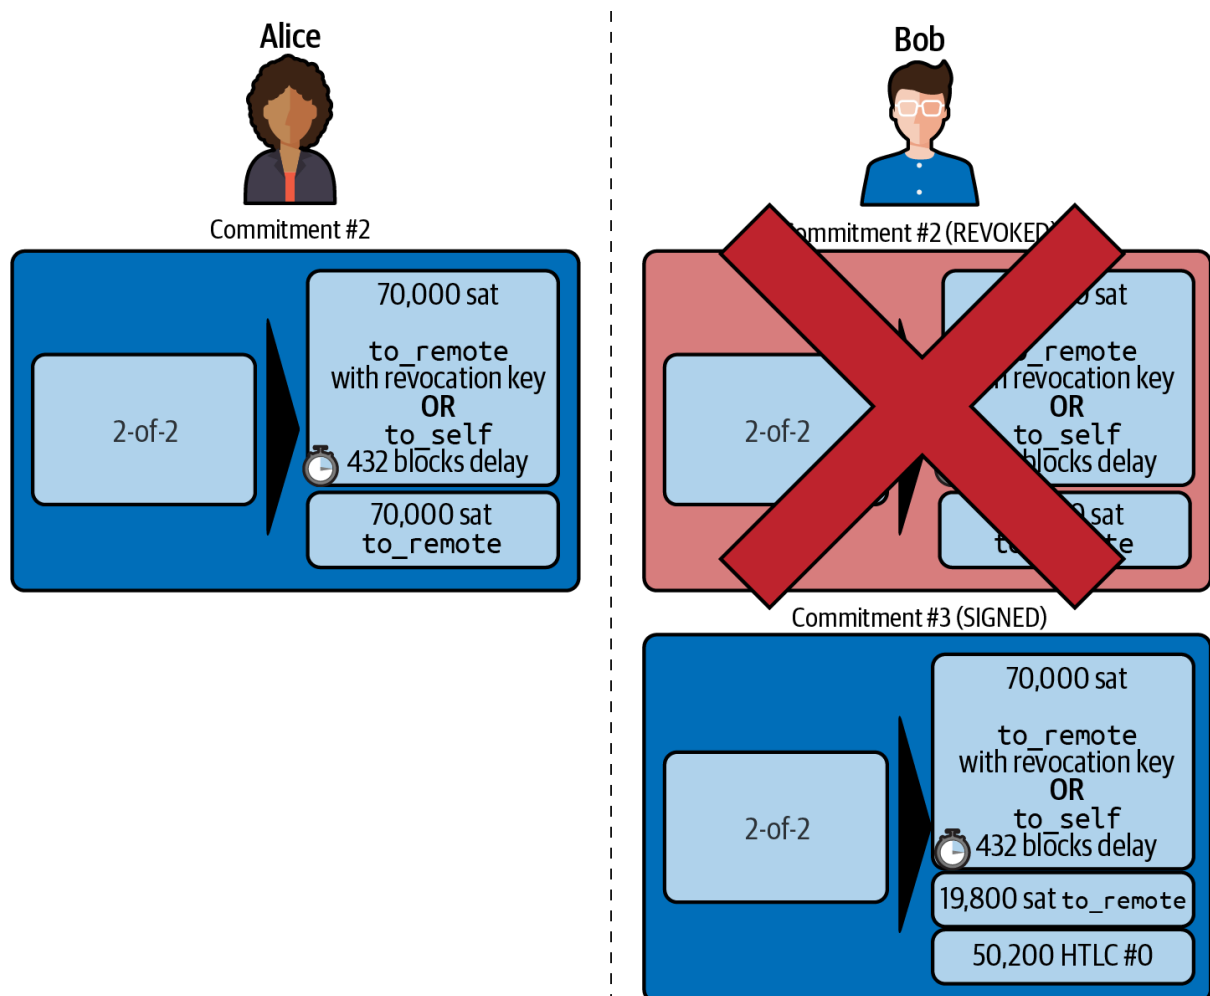 Alice
Bob
Commitment #2
70,000 sat
to_remote
with revocation key
OR
to_self
432 blocks delay
2-of-2
70,000 sat
to_remote
#2 (REVOKED)
sat
revocation key
OR
to_self
blocks delay
2-of-2
sat
Commitment #3 (SIGNED)
70,000 sat
to_remote
with revocation key
OR
to_self
432 blocks delay
2-of-2
19,800 sat to_remote
50,200 HTLC #0